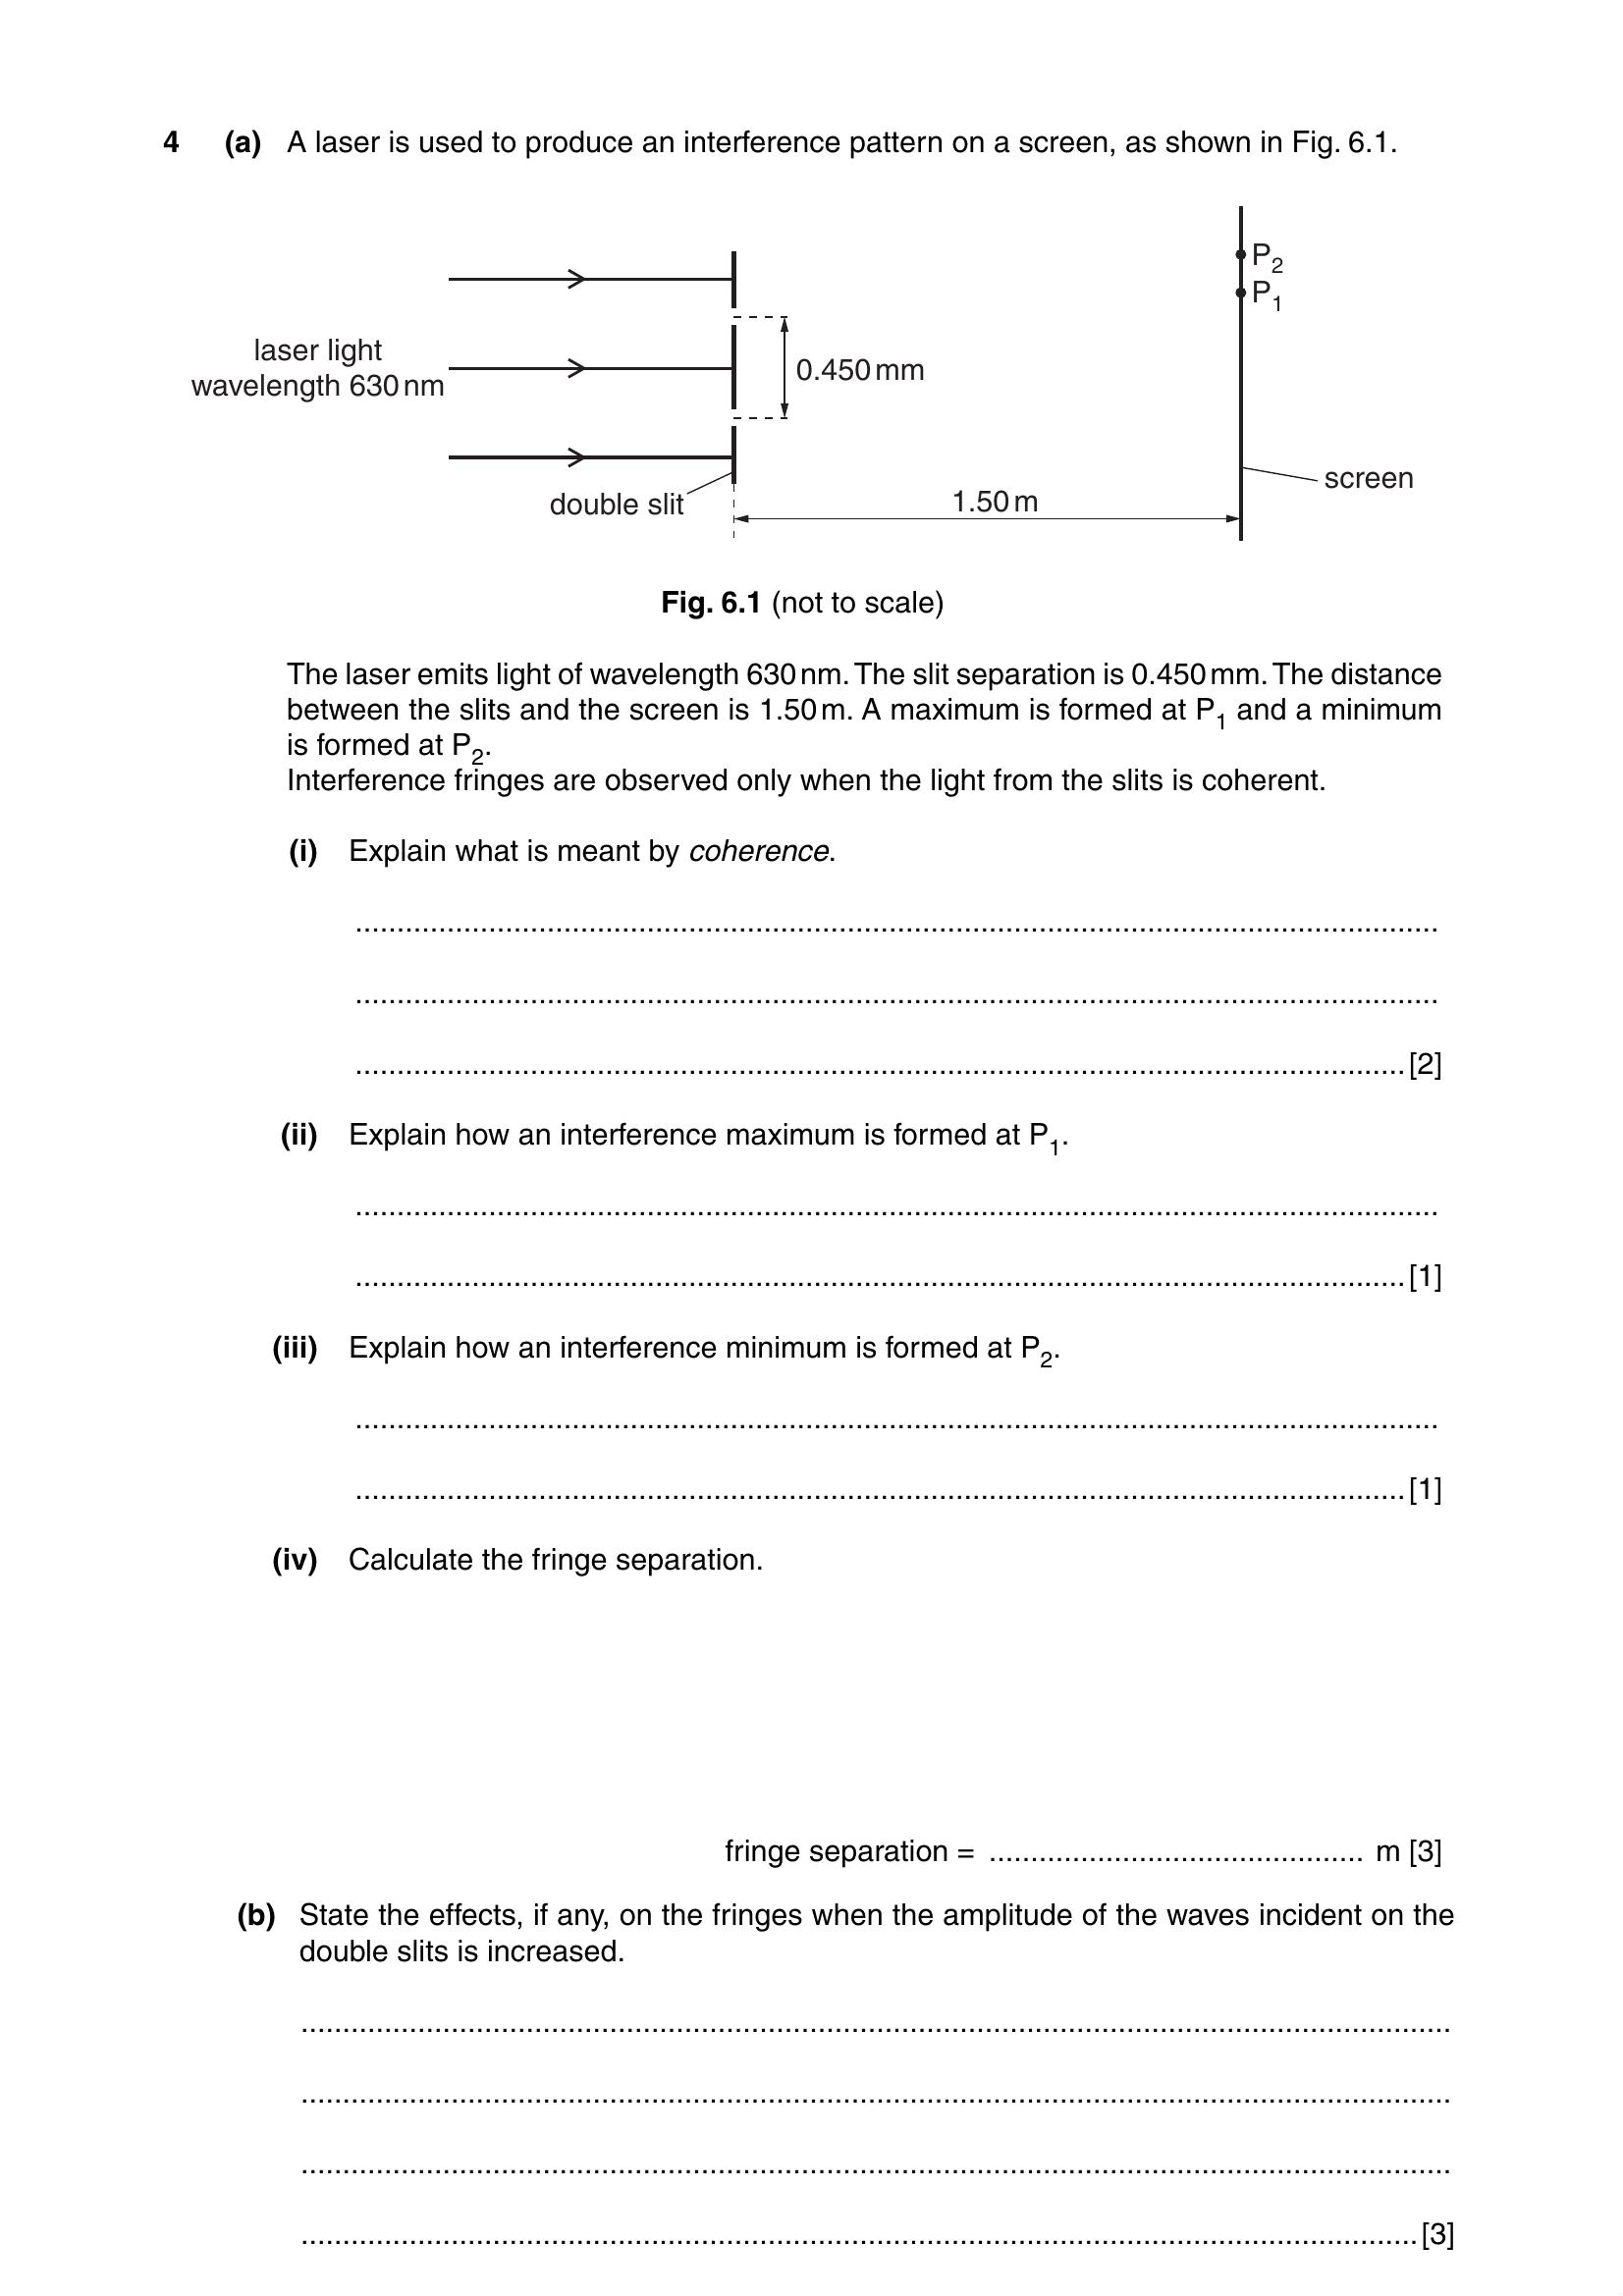 4 (a) A laser is used to produce an interference pattern on a screen, as shown in Fig. 6.1.
P2
P1
laser light
wavelength 630 nm
0.450 mm
double slit
1.50 m
screen
Fig. 6.1 (not to scale)
The laser emits light of wavelength 630 nm. The slit separation is 0.450 mm. The distance
between the slits and the screen is 1.50 m. A maximum is formed at P1 and a minimum
is formed at P2.
Interference fringes are observed only when the light from the slits is coherent.
(i) Explain what is meant by coherence.
..........................................................................................
..........................................................................................
.......................................................................................[2]
(ii) Explain how an interference maximum is formed at P1.
..........................................................................................
.......................................................................................[1]
(iii) Explain how an interference minimum is formed at P2.
..........................................................................................
.......................................................................................[1]
(iv) Calculate the fringe separation.
fringe separation = ............................................. m [3]
(b) State the effects, if any, on the fringes when the amplitude of the waves incident on the
double slits is increased.
..........................................................................................
..........................................................................................
..........................................................................................
.......................................................................................[3]